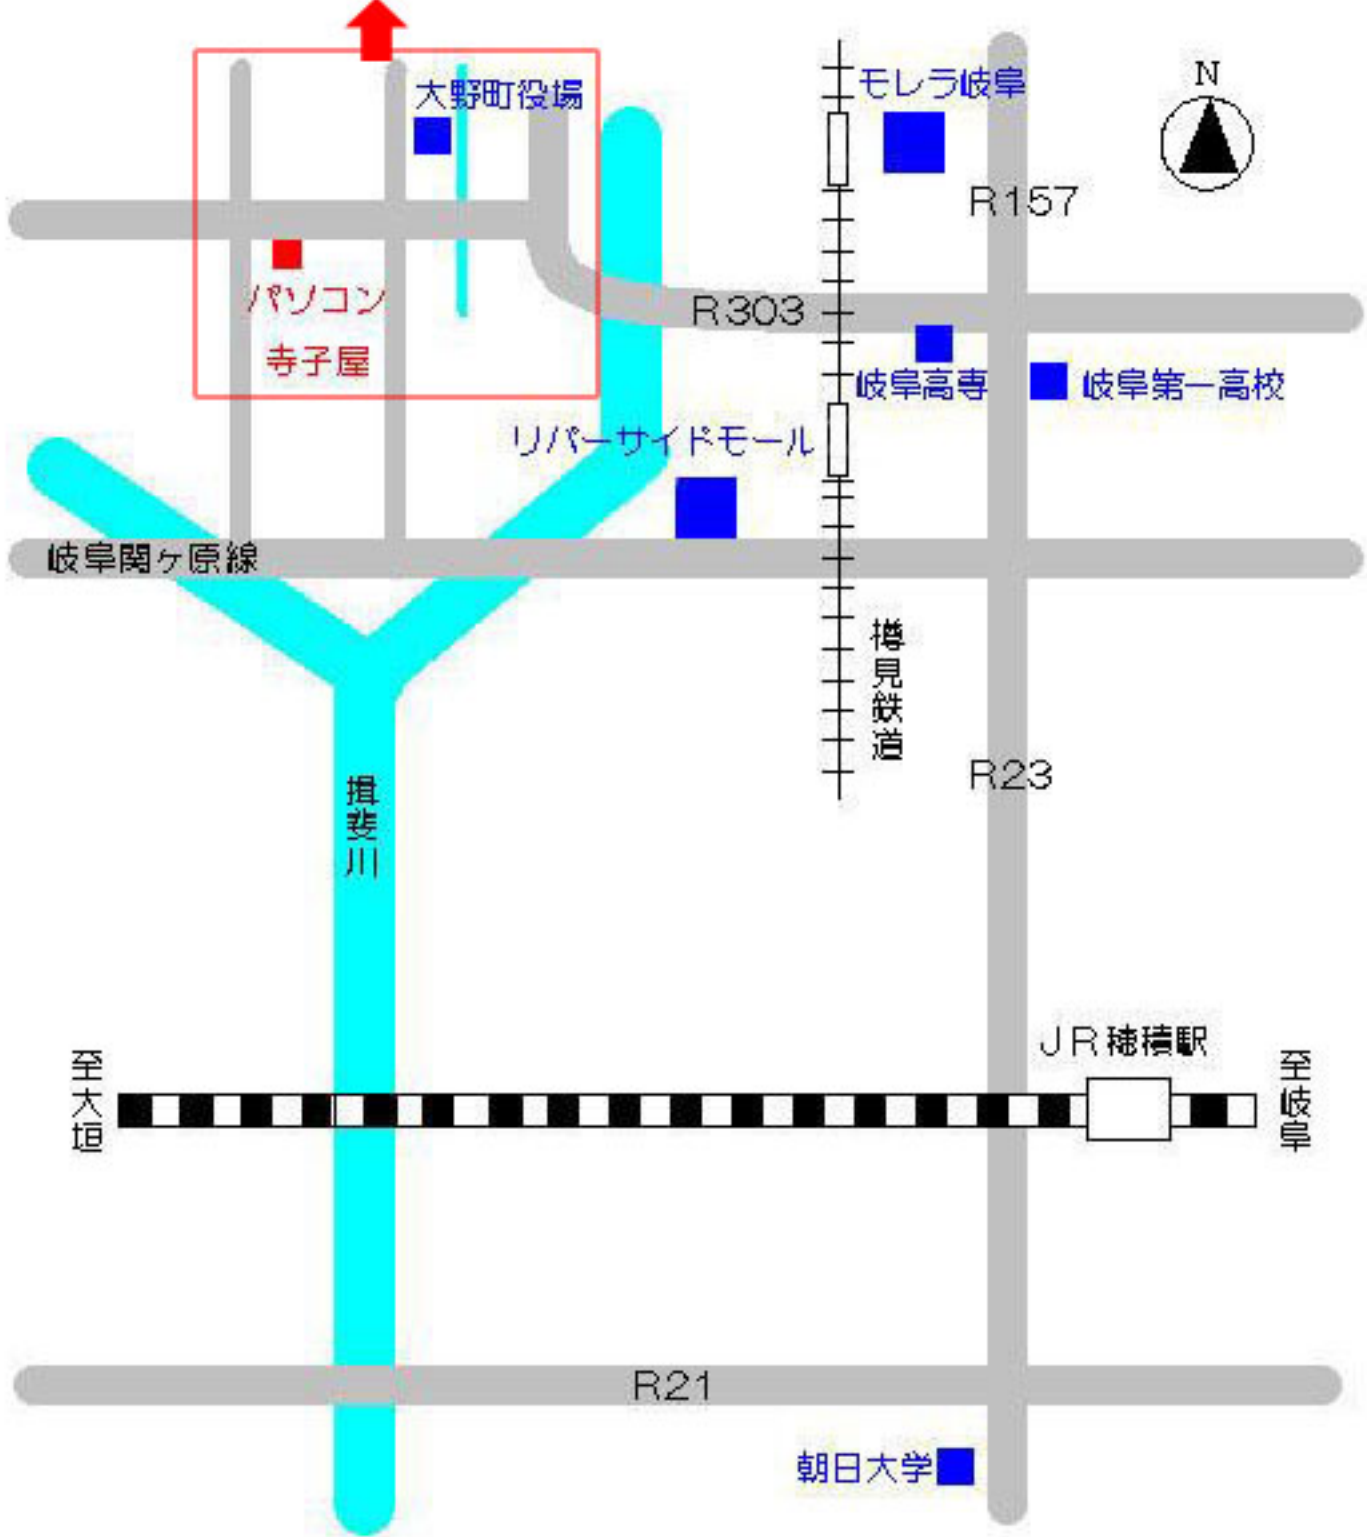 大野町役場
モレラ岐阜
N
R157
パソコン
寺子屋
R303
岐阜高専
岐阜第一高校
リバーサイドモール
岐阜関ヶ原線
樽見鉄道
R23
揖斐川
JR穂積駅
至大垣
至岐阜
R21
朝日大学